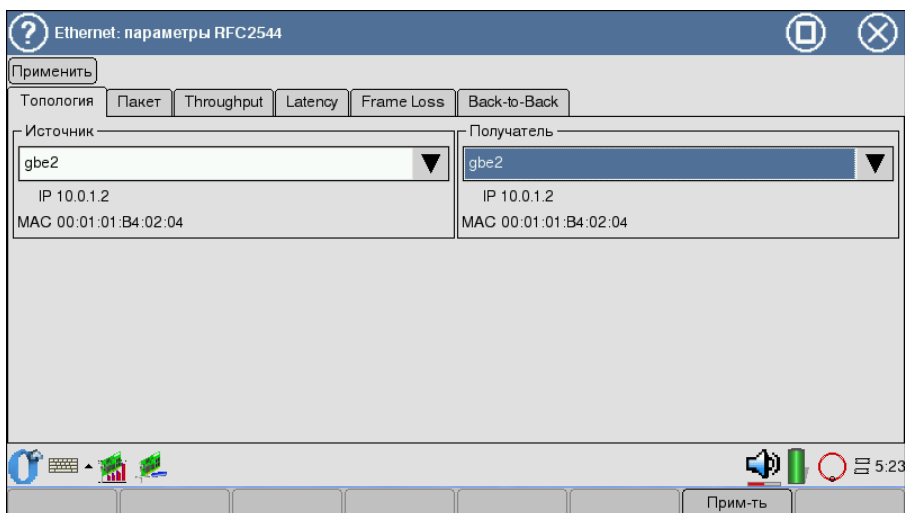 Ethernet: параметры RFC2544
Применить
Топология Пакет Throughput Latency Frame Loss Back-to-Back
Источник
gbe2
IP 10.0.1.2
MAC 00:01:01:B4:02:04
Получатель
gbe2
IP 10.0.1.2
MAC 00:01:01:B4:02:04
5:23
Прим-ть